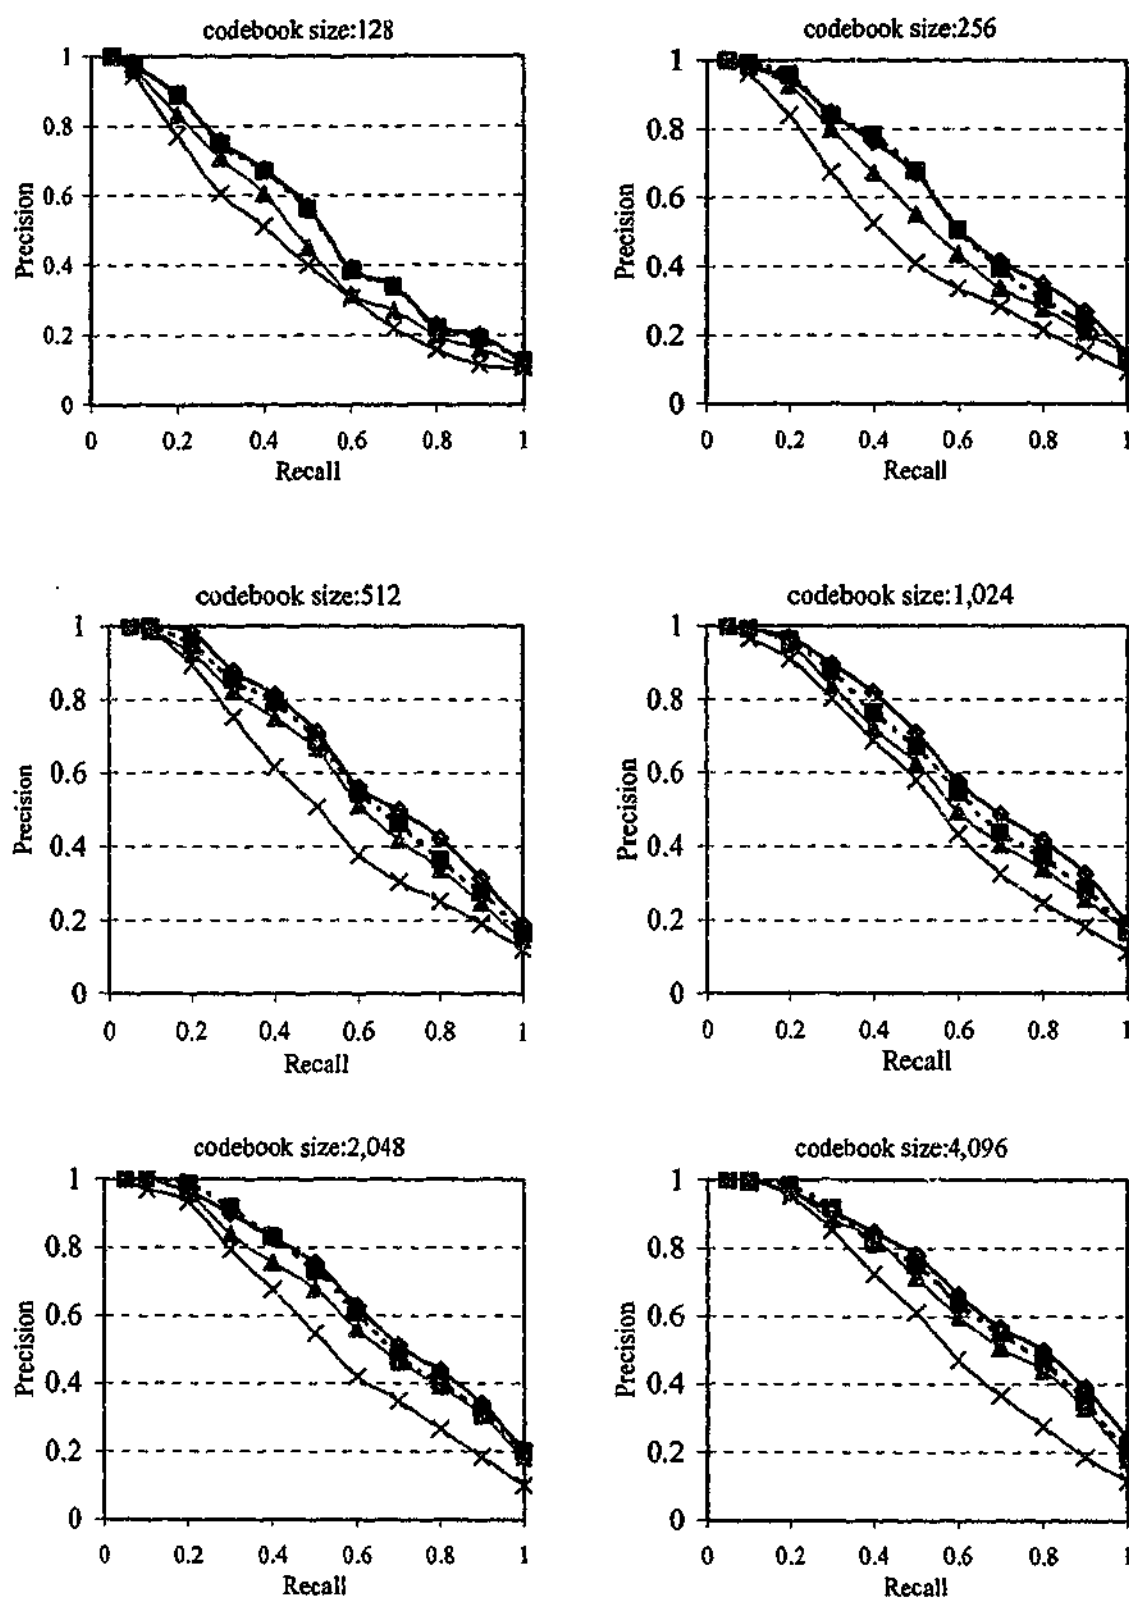 codebook size:128
1
0.8
0.6
0.4
0.2
0
Precision
0 0.2 0.4 0.6 0.8 1
Recall
codebook size:256
1
0.8
0.6
0.4
0.2
0
Precision
0 0.2 0.4 0.6 0.8 1
Recall
codebook size:512
1
0.8
0.6
0.4
0.2
0
Precision
0 0.2 0.4 0.6 0.8 1
Recall
codebook size:1,024
1
0.8
0.6
0.4
0.2
0
Precision
0 0.2 0.4 0.6 0.8 1
Recall
codebook size:2,048
1
0.8
0.6
0.4
0.2
0
Precision
0 0.2 0.4 0.6 0.8 1
Recall
codebook size:4,096
1
0.8
0.6
0.4
0.2
0
Precision
0 0.2 0.4 0.6 0.8 1
Recall